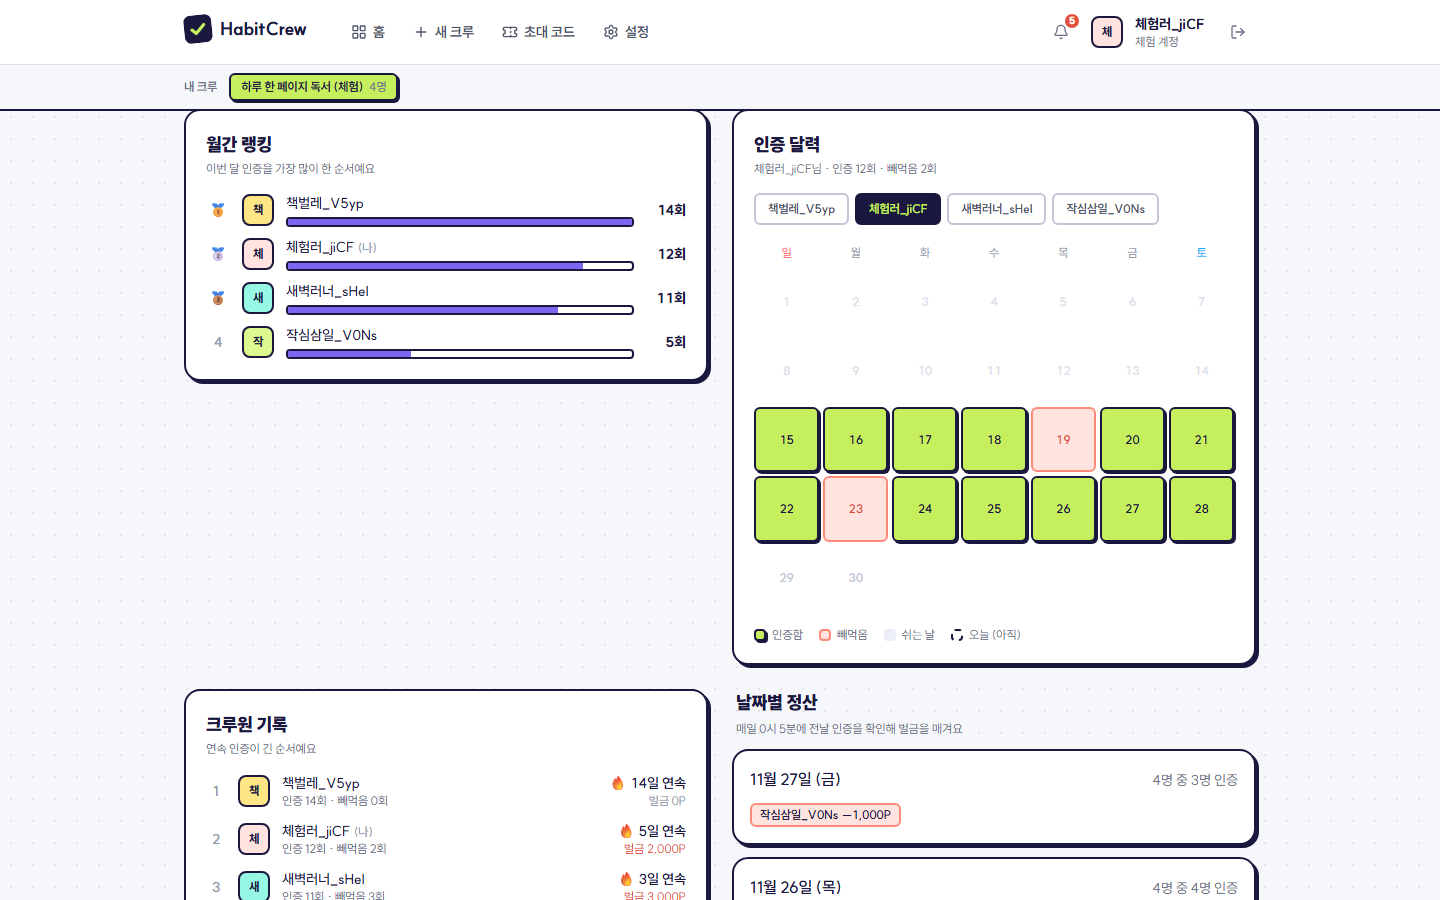 HabitCrew
홈
새 크루
초대 코드
설정
5
체
체험러_jiCF
체험 계정
내 크루
하루 한 페이지 독서 (체험) 4명
월간 랭킹
이번 달 인증을 가장 많이 한 순서예요
1 책 책벌레_V5yp 14회
2 체 체험러_jiCF (나) 12회
3 새 새벽러너_sHel 11회
4 작 작심삼일_V0Ns 5회
인증 달력
체험러_jiCF님 · 인증 12회 · 빼먹음 2회
책벌레_V5yp 체험러_jiCF 새벽러너_sHel 작심삼일_V0Ns
일 월 화 수 목 금 토
1 2 3 4 5 6 7
8 9 10 11 12 13 14
15 16 17 18 19 20 21
22 23 24 25 26 27 28
29 30
인증함 빼먹음 쉬는 날 오늘 (아직)
크루원 기록
연속 인증이 긴 순서예요
1 책 책벌레_V5yp 14일 연속
인증 14회 · 빼먹음 0회 벌금 0P
2 체 체험러_jiCF (나) 5일 연속
인증 12회 · 빼먹음 2회 벌금 2,000P
3 새 새벽러너_sHel 3일 연속
인증 11회 · 빼먹음 3회 벌금 3,000P
날짜별 정산
매일 0시 5분에 전날 인증을 확인해 벌금을 매겨요
11월 27일 (금) 4명 중 3명 인증
작심삼일_V0Ns −1,000P
11월 26일 (목) 4명 중 4명 인증